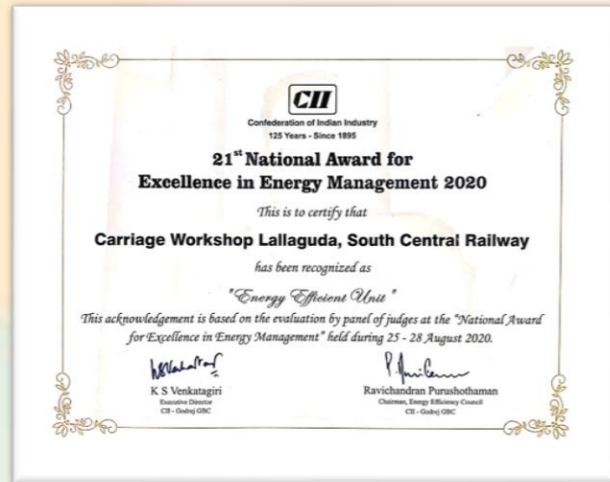 CII
Confederation of Indian Industry
125 Years - Since 1895
21st National Award for
Excellence in Energy Management 2020
This is to certify that
Carriage Workshop Lallaguda, South Central Railway
has been recognized as
"Energy Efficient Unit"
This acknowledgement is based on the evaluation by panel of judges at the "National Award
for Excellence in Energy Management" held during 25 - 28 August 2020.
K S Venkatagiri
Executive Director
CII - Godrej GBC
Ravichandran Purushothaman
Chairman, Energy Efficiency Council
CII - Godrej GBC